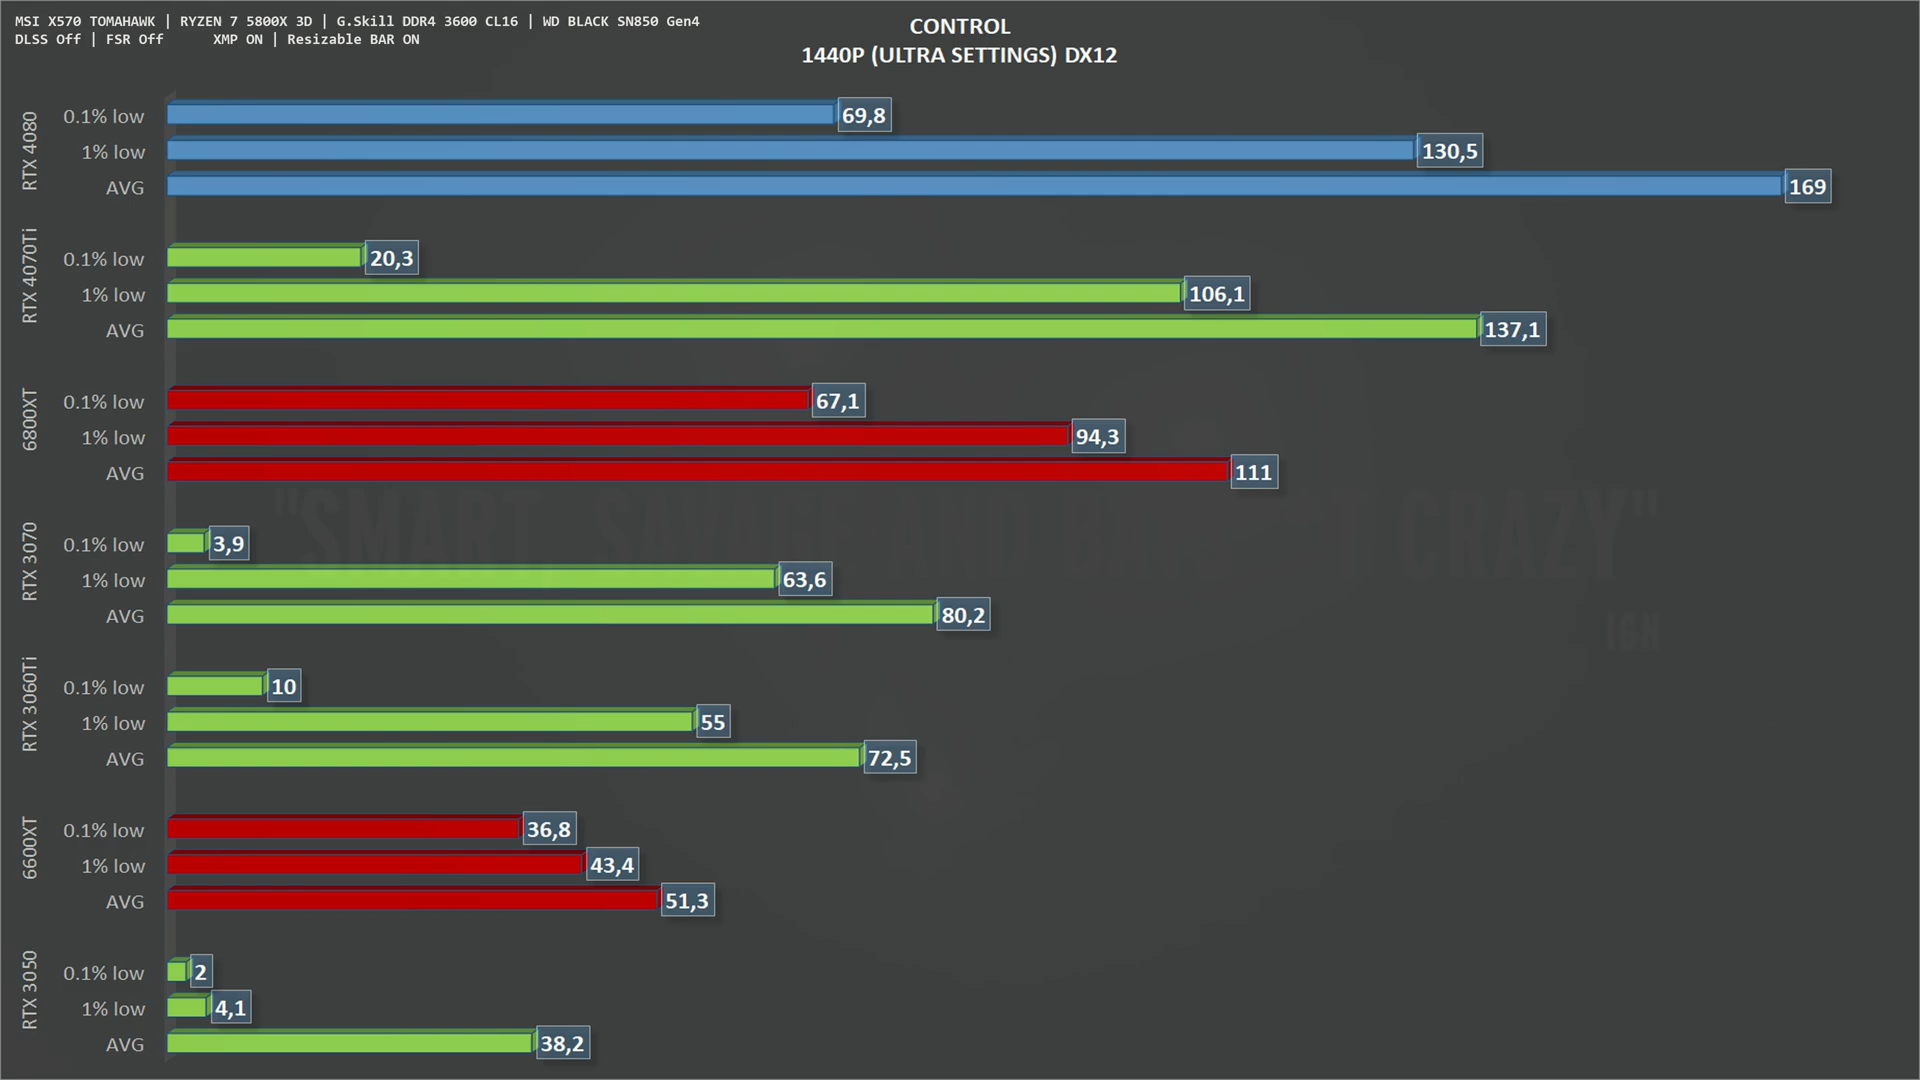 MSI X570 TOMAHAWK | RYZEN 7 5800X 3D | G.Skill DDR4 3600 CL16 | WD BLACK SN850 Gen4
DLSS Off | FSR Off XMP ON | Resizable BAR ON
CONTROL
1440P (ULTRA SETTINGS) DX12
RTX 4080
0.1% low 69,8
1% low 130,5
AVG 169
RTX 4070Ti
0.1% low 20,3
1% low 106,1
AVG 137,1
6800XT
0.1% low 67,1
1% low 94,3
AVG 111
RTX 3070
0.1% low 3,9
1% low 63,6
AVG 80,2
RTX 3060Ti
0.1% low 10
1% low 55
AVG 72,5
6600XT
0.1% low 36,8
1% low 43,4
AVG 51,3
RTX 3050
0.1% low 2
1% low 4,1
AVG 38,2
"SMART, AND CRAZY"
IGN